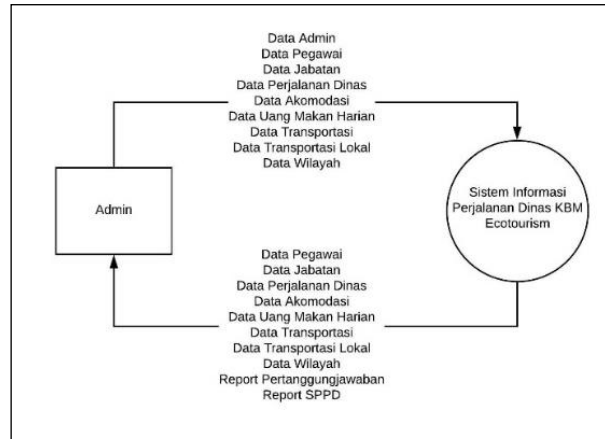 Data Admin
Data Pegawai
Data Jabatan
Data Perjalanan Dinas
Data Akomodasi
Data Uang Makan Harian
Data Transportasi
Data Transportasi Lokal
Data Wilayah
Admin
Sistem Informasi
Perjalanan Dinas KBM
Ecotourism
Data Pegawai
Data Jabatan
Data Perjalanan Dinas
Data Akomodasi
Data Uang Makan Harian
Data Transportasi
Data Transportasi Lokal
Data Wilayah
Report Pertanggungjawaban
Report SPPD